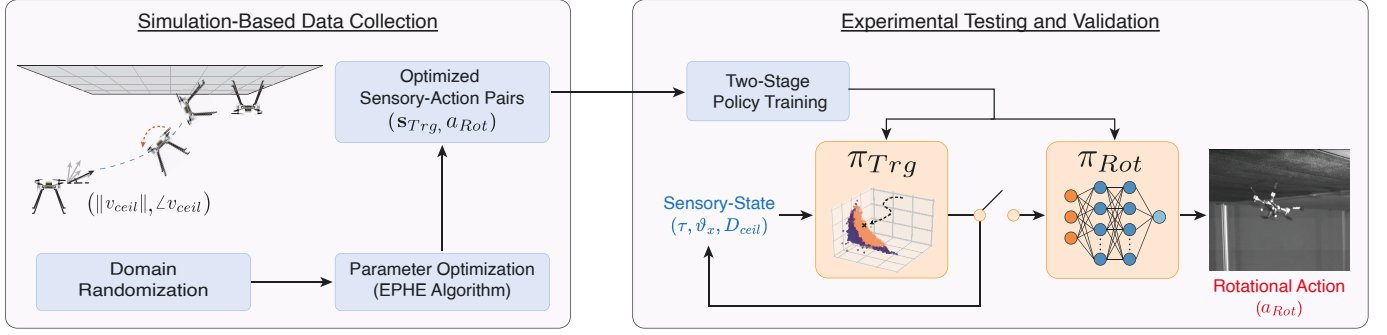 Simulation-Based Data Collection
(‖v_{ceil}‖, ∠v_{ceil})
Optimized
Sensory-Action Pairs
(s_{Trg}, a_{Rot})
Domain
Randomization
Parameter Optimization
(EPHE Algorithm)
Experimental Testing and Validation
Two-Stage
Policy Training
Sensory-State
(τ, ϑ_x, D_{ceil})
π_{Trg}
π_{Rot}
Rotational Action
(a_{Rot})